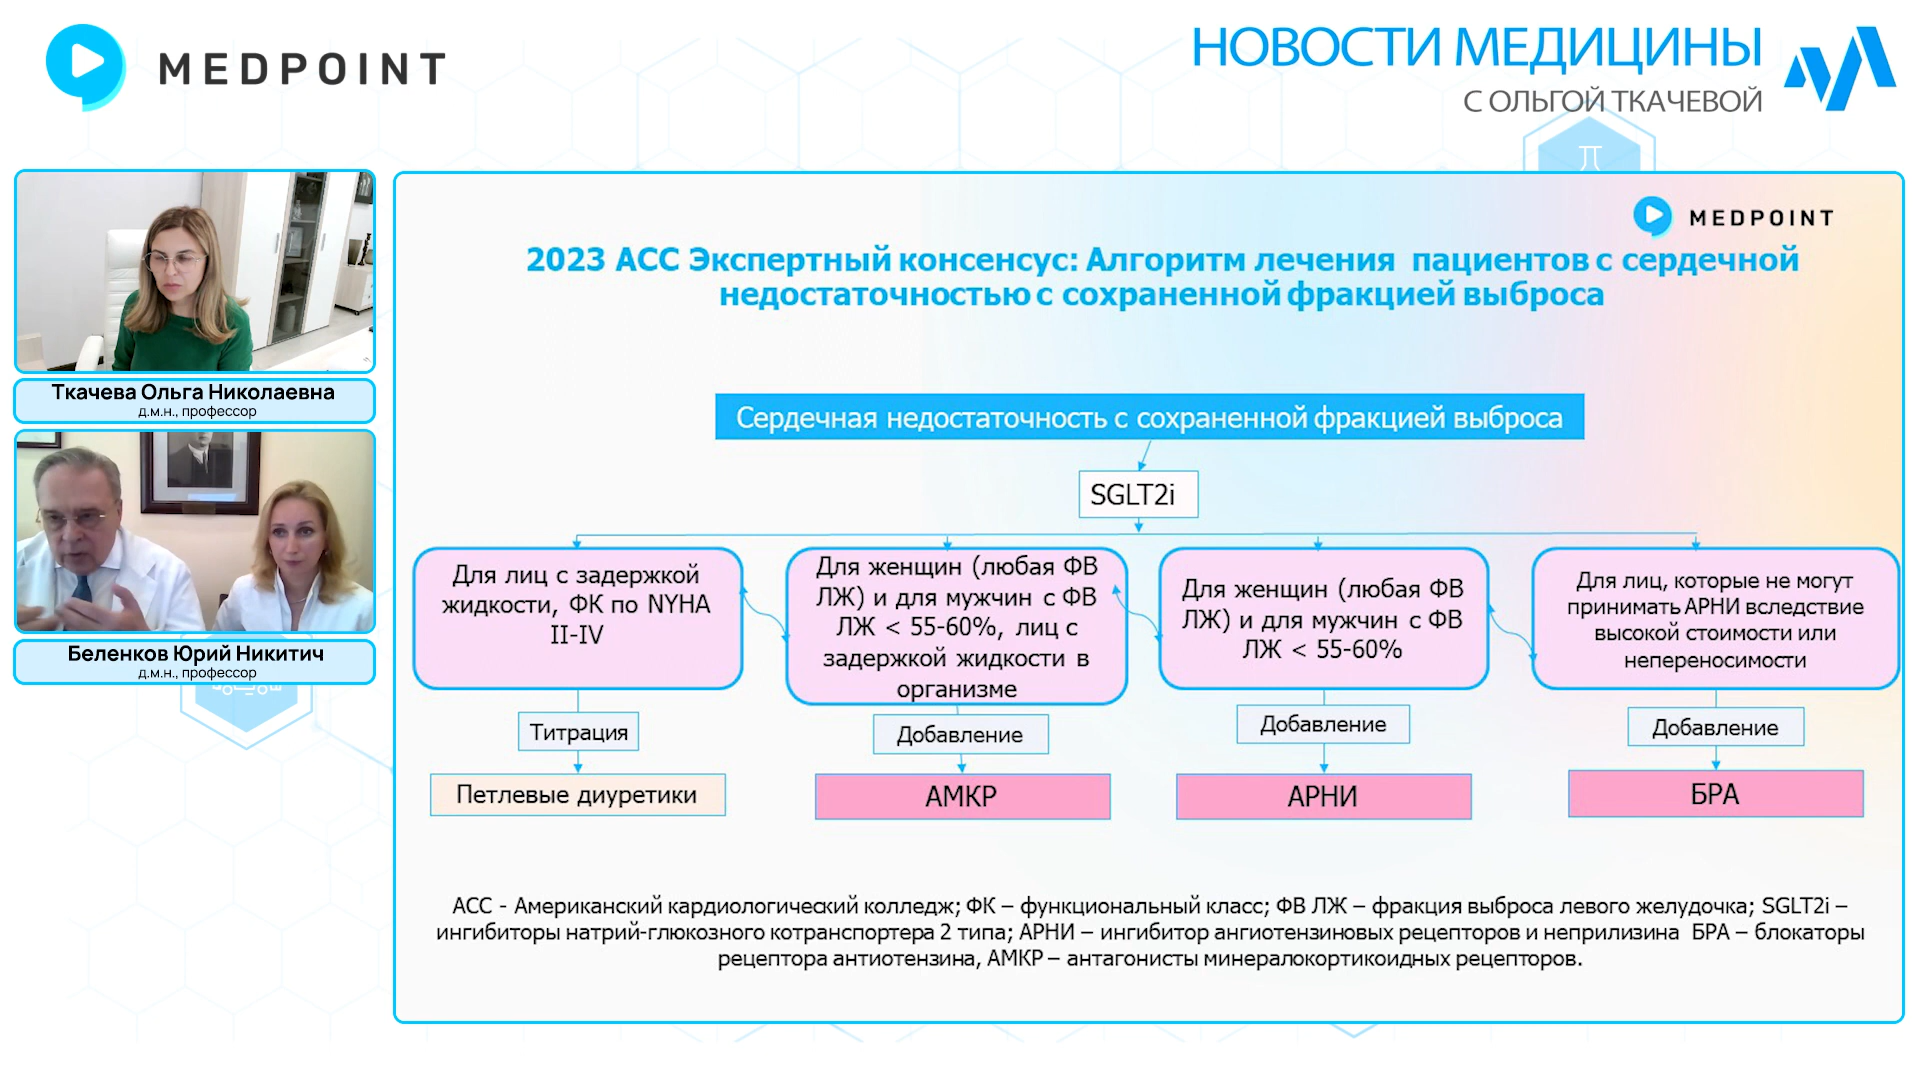 MEDPOINT
НОВОСТИ МЕДИЦИНЫ
С ОЛЬГОЙ ТКАЧЕВОЙ
Ткачева Ольга Николаевна
д.м.н., профессор
Беленков Юрий Никитич
д.м.н., профессор
MEDPOINT
2023 АСС Экспертный консенсус: Алгоритм лечения пациентов с сердечной
недостаточностью с сохраненной фракцией выброса
Сердечная недостаточность с сохраненной фракцией выброса
SGLT2i
Для лиц с задержкой
жидкости, ФК по NYHA
II-IV
Титрация
Петлевые диуретики
Для женщин (любая ФВ
ЛЖ) и для мужчин с ФВ
ЛЖ < 55-60%, лиц с
задержкой жидкости в
организме
Добавление
АМКР
Для женщин (любая ФВ
ЛЖ) и для мужчин с ФВ
ЛЖ < 55-60%
Добавление
АРНИ
Для лиц, которые не могут
принимать АРНИ вследствие
высокой стоимости или
непереносимости
Добавление
БРА
АСС - Американский кардиологический колледж; ФК – функциональный класс; ФВ ЛЖ – фракция выброса левого желудочка; SGLT2i –
ингибиторы натрий-глюкозного котранспортера 2 типа; АРНИ – ингибитор ангиотензиновых рецепторов и неприлизина БРА – блокаторы
рецептора антиотензина, АМКР – антагонисты минералокортикоидных рецепторов.